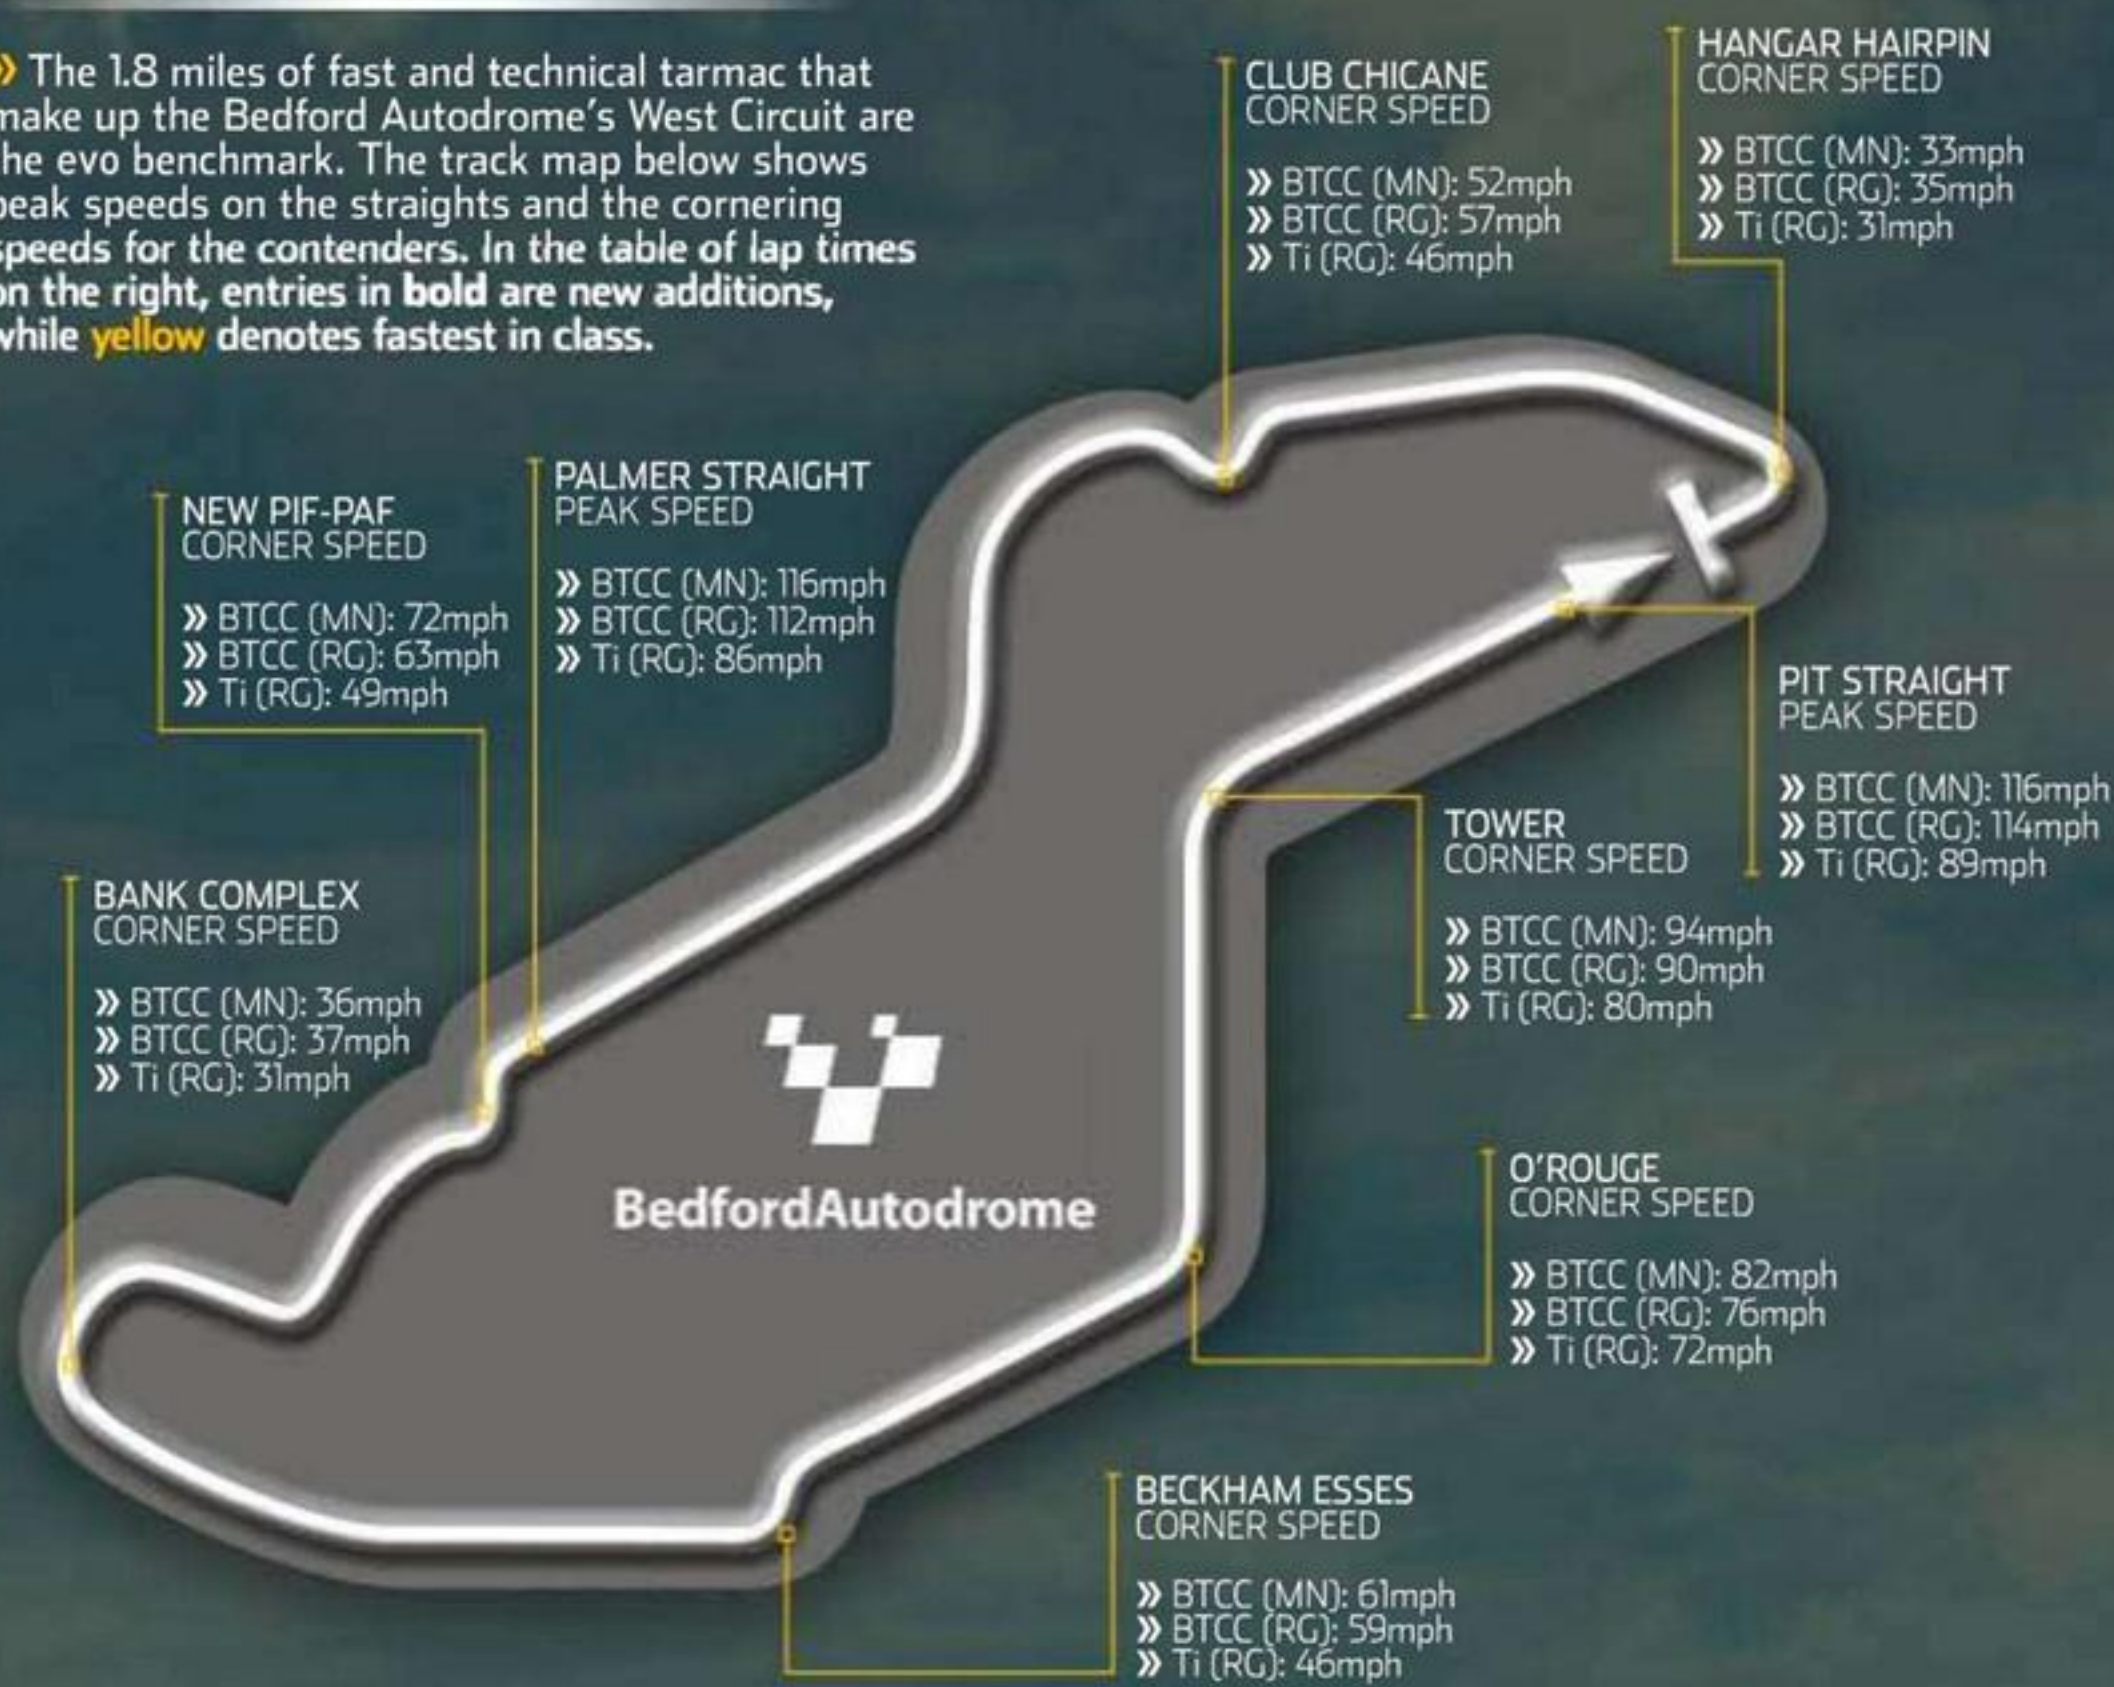 » The 1.8 miles of fast and technical tarmac that
make up the Bedford Autodrome's West Circuit are
the evo benchmark. The track map below shows
peak speeds on the straights and the cornering
speeds for the contenders. In the table of lap times
on the right, entries in bold are new additions,
while yellow denotes fastest in class.
CLUB CHICANE
CORNER SPEED
» BTCC (MN): 52mph
» BTCC (RG): 57mph
» Ti (RG): 46mph
HANGAR HAIRPIN
CORNER SPEED
» BTCC (MN): 33mph
» BTCC (RG): 35mph
» Ti (RG): 31mph
NEW PIF-PAF
CORNER SPEED
» BTCC (MN): 72mph
» BTCC (RG): 63mph
» Ti (RG): 49mph
PALMER STRAIGHT
PEAK SPEED
» BTCC (MN): 116mph
» BTCC (RG): 112mph
» Ti (RG): 86mph
PIT STRAIGHT
PEAK SPEED
» BTCC (MN): 116mph
» BTCC (RG): 114mph
» Ti (RG): 89mph
TOWER
CORNER SPEED
» BTCC (MN): 94mph
» BTCC (RG): 90mph
» Ti (RG): 80mph
BANK COMPLEX
CORNER SPEED
» BTCC (MN): 36mph
» BTCC (RG): 37mph
» Ti (RG): 31mph
BedfordAutodrome
O'ROUGE
CORNER SPEED
» BTCC (MN): 82mph
» BTCC (RG): 76mph
» Ti (RG): 72mph
BECKHAM ESSES
CORNER SPEED
» BTCC (MN): 61mph
» BTCC (RG): 59mph
» Ti (RG): 46mph